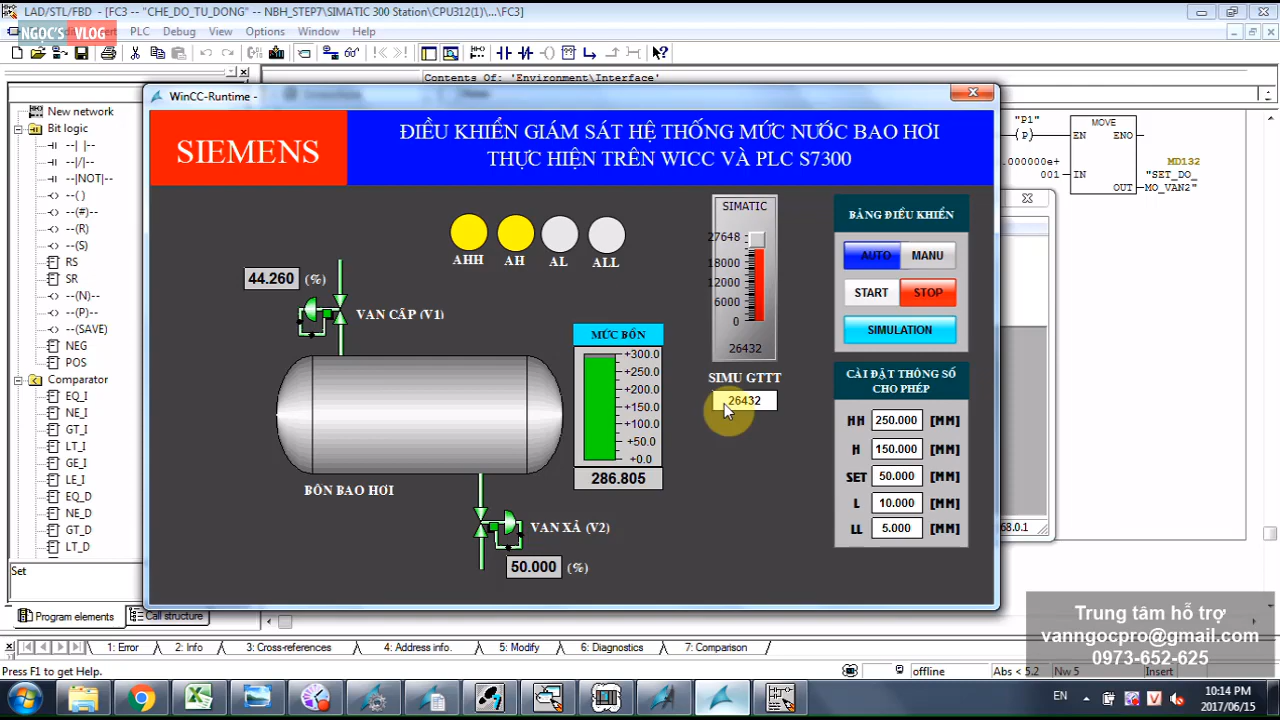 LAD/STL/FBD - [FC3 -- "CHE_DO_TU_DONG" -- NBH_STEP7\SIMATIC 300 Station\CPU312(1)\...\FC3]
NGỌC'S VLOG
PLC Debug View Options Window Help
Contents Of: 'Environment\Interface'
New network
Bit logic
--| |--
--|/|--
--|NOT|--
--( )
--(#)--
--(R)
--(S)
RS
SR
--(N)--
--(P)--
--(SAVE)
NEG
POS
Comparator
EQ_I
NE_I
GT_I
LT_I
GE_I
LE_I
EQ_D
NE_D
GT_D
LT_D
Set
Program elements
Call structure
WinCC-Runtime -
SIEMENS
ĐIỀU KHIỂN GIÁM SÁT HỆ THỐNG MỨC NƯỚC BAO HƠI
THỰC HIỆN TRÊN WICC VÀ PLC S7300
AHH
AH
AL
ALL
44.260 (%)
VAN CẤP (V1)
BỒN BAO HƠI
VAN XẢ (V2)
50.000 (%)
MỨC BỒN
+300.0
+250.0
+200.0
+150.0
+100.0
+50.0
+0.0
286.805
SIMATIC
27648
18000
12000
6000
0
26432
SIMU GTTT
26432
BẢNG ĐIỀU KHIỂN
AUTO
MANU
START
STOP
SIMULATION
CÀI ĐẶT THÔNG SỐ
CHO PHÉP
HH 250.000 [MM]
H 150.000 [MM]
SET 50.000 [MM]
L 10.000 [MM]
LL 5.000 [MM]
"P1"
(P)
MOVE
EN ENO
.000000e+
001
IN
OUT
MD132
"SET_DO_
MO_VAN2"
68.0.1
1: Error
2: Info
3: Cross-references
4: Address info.
5: Modify
6: Diagnostics
7: Comparison
Press F1 to get Help.
offline
Abs < 5.2
Nw 5
Insert
Trung tâm hỗ trợ
vanngocpro@gmail.com
0973-652-625
EN
10:14 PM
2017/06/15